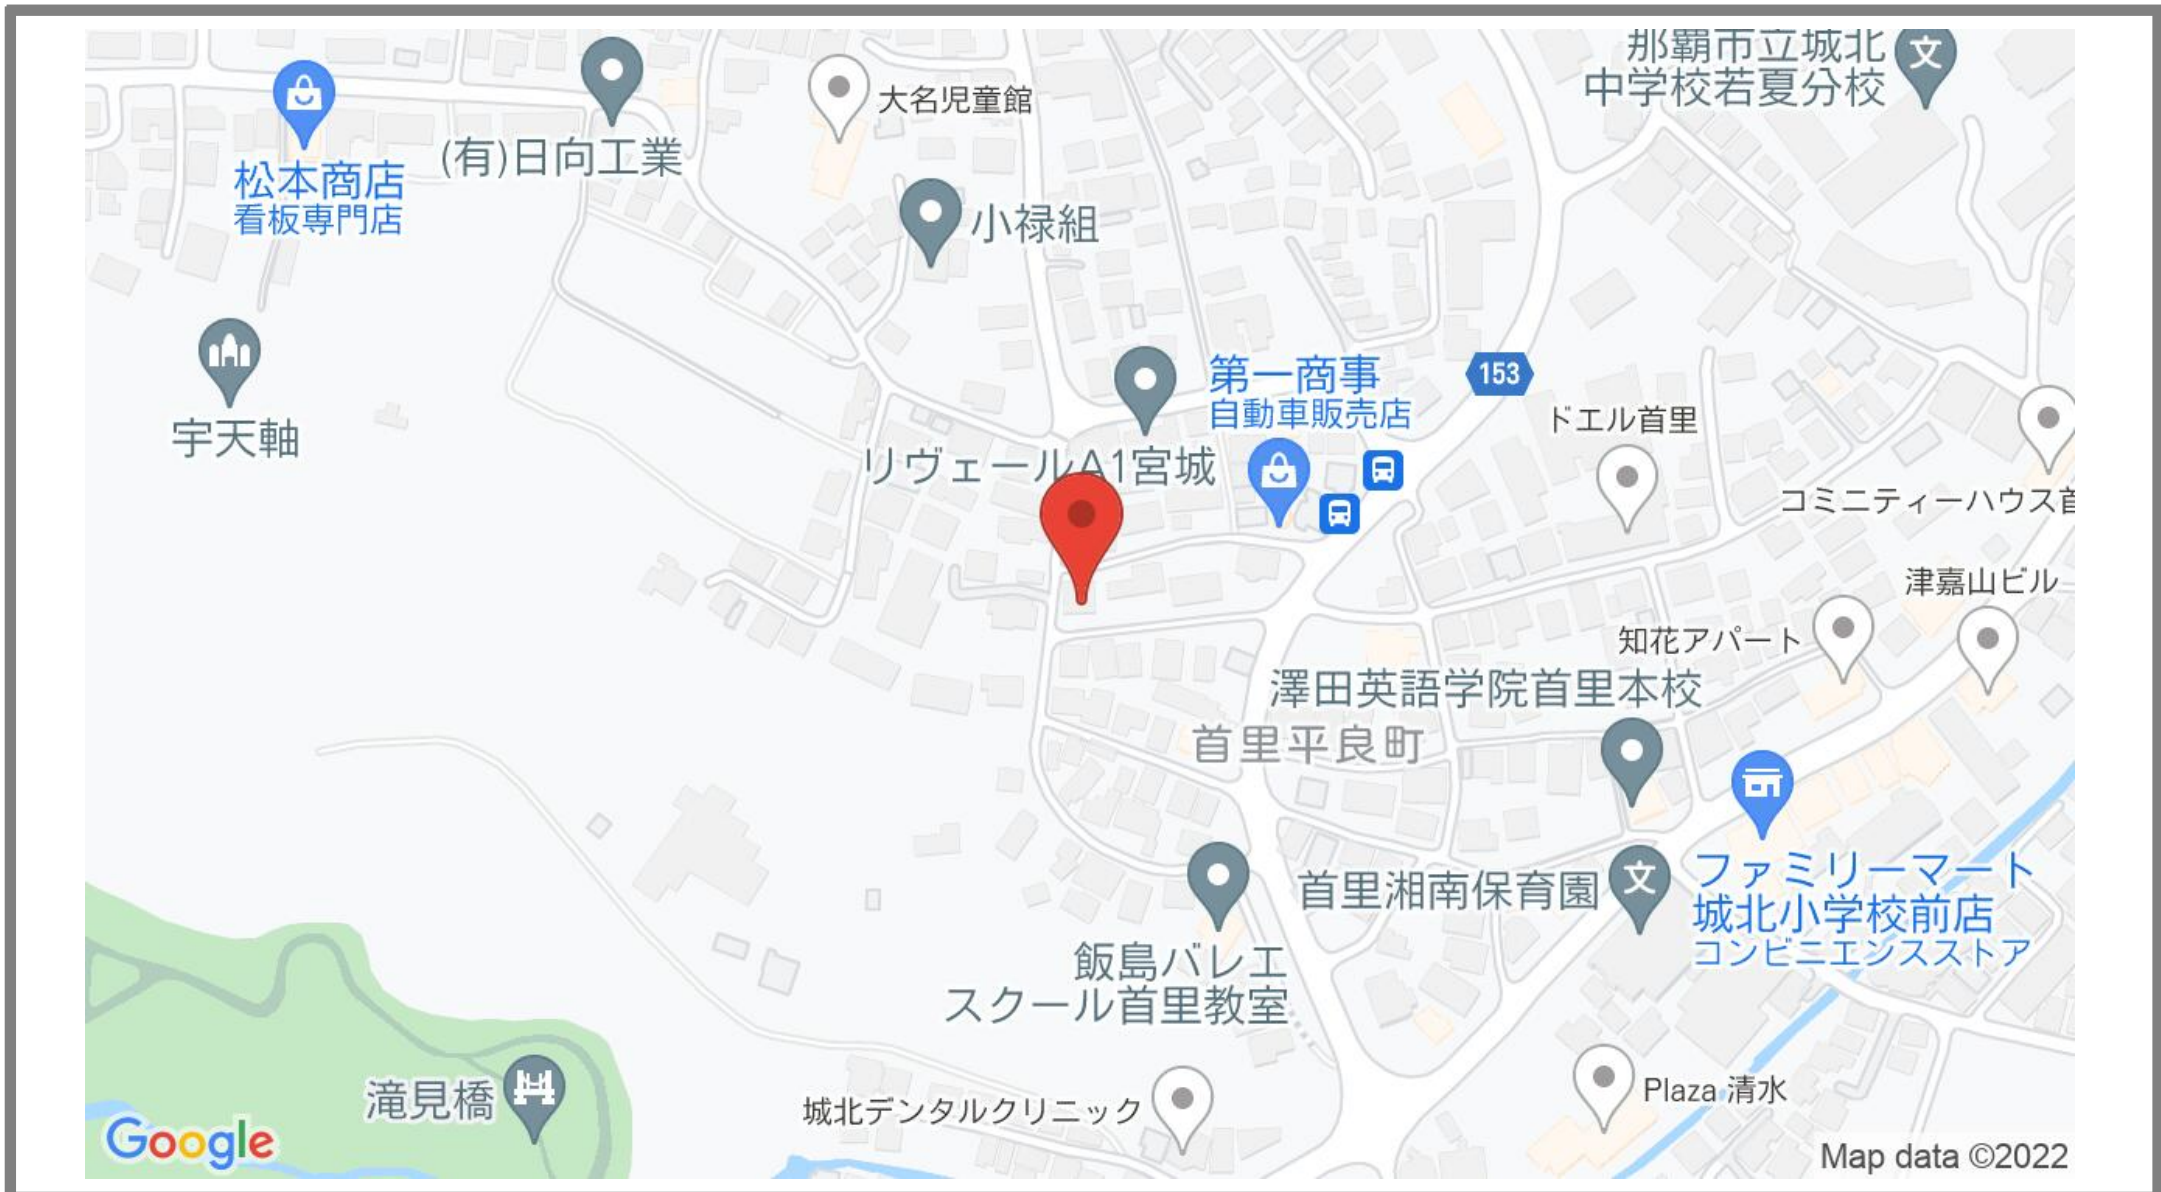 那覇市立城北
中学校若夏分校
大名児童館
(有)日向工業
松本商店
看板専門店
小禄組
宇天軸
第一商事
自動車販売店
153
ドエル首里
リヴェールA1宮城
コミニティーハウス首
津嘉山ビル
知花アパート
澤田英語学院首里本校
首里平良町
首里湘南保育園
ファミリーマート
城北小学校前店
コンビニエンスストア
飯島バレエ
スクール首里教室
滝見橋
城北デンタルクリニック
Plaza 清水
Google
Map data ©2022